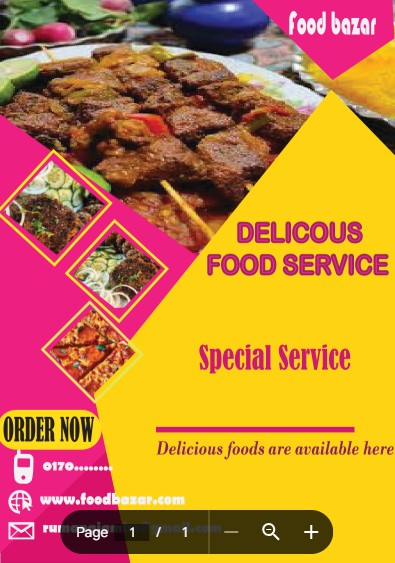 Food bazar
DELICOUS
FOOD SERVICE
Special Service
Delicious foods are available here
ORDER NOW
0170........
www.foodbazar.com
Page 1 / 1